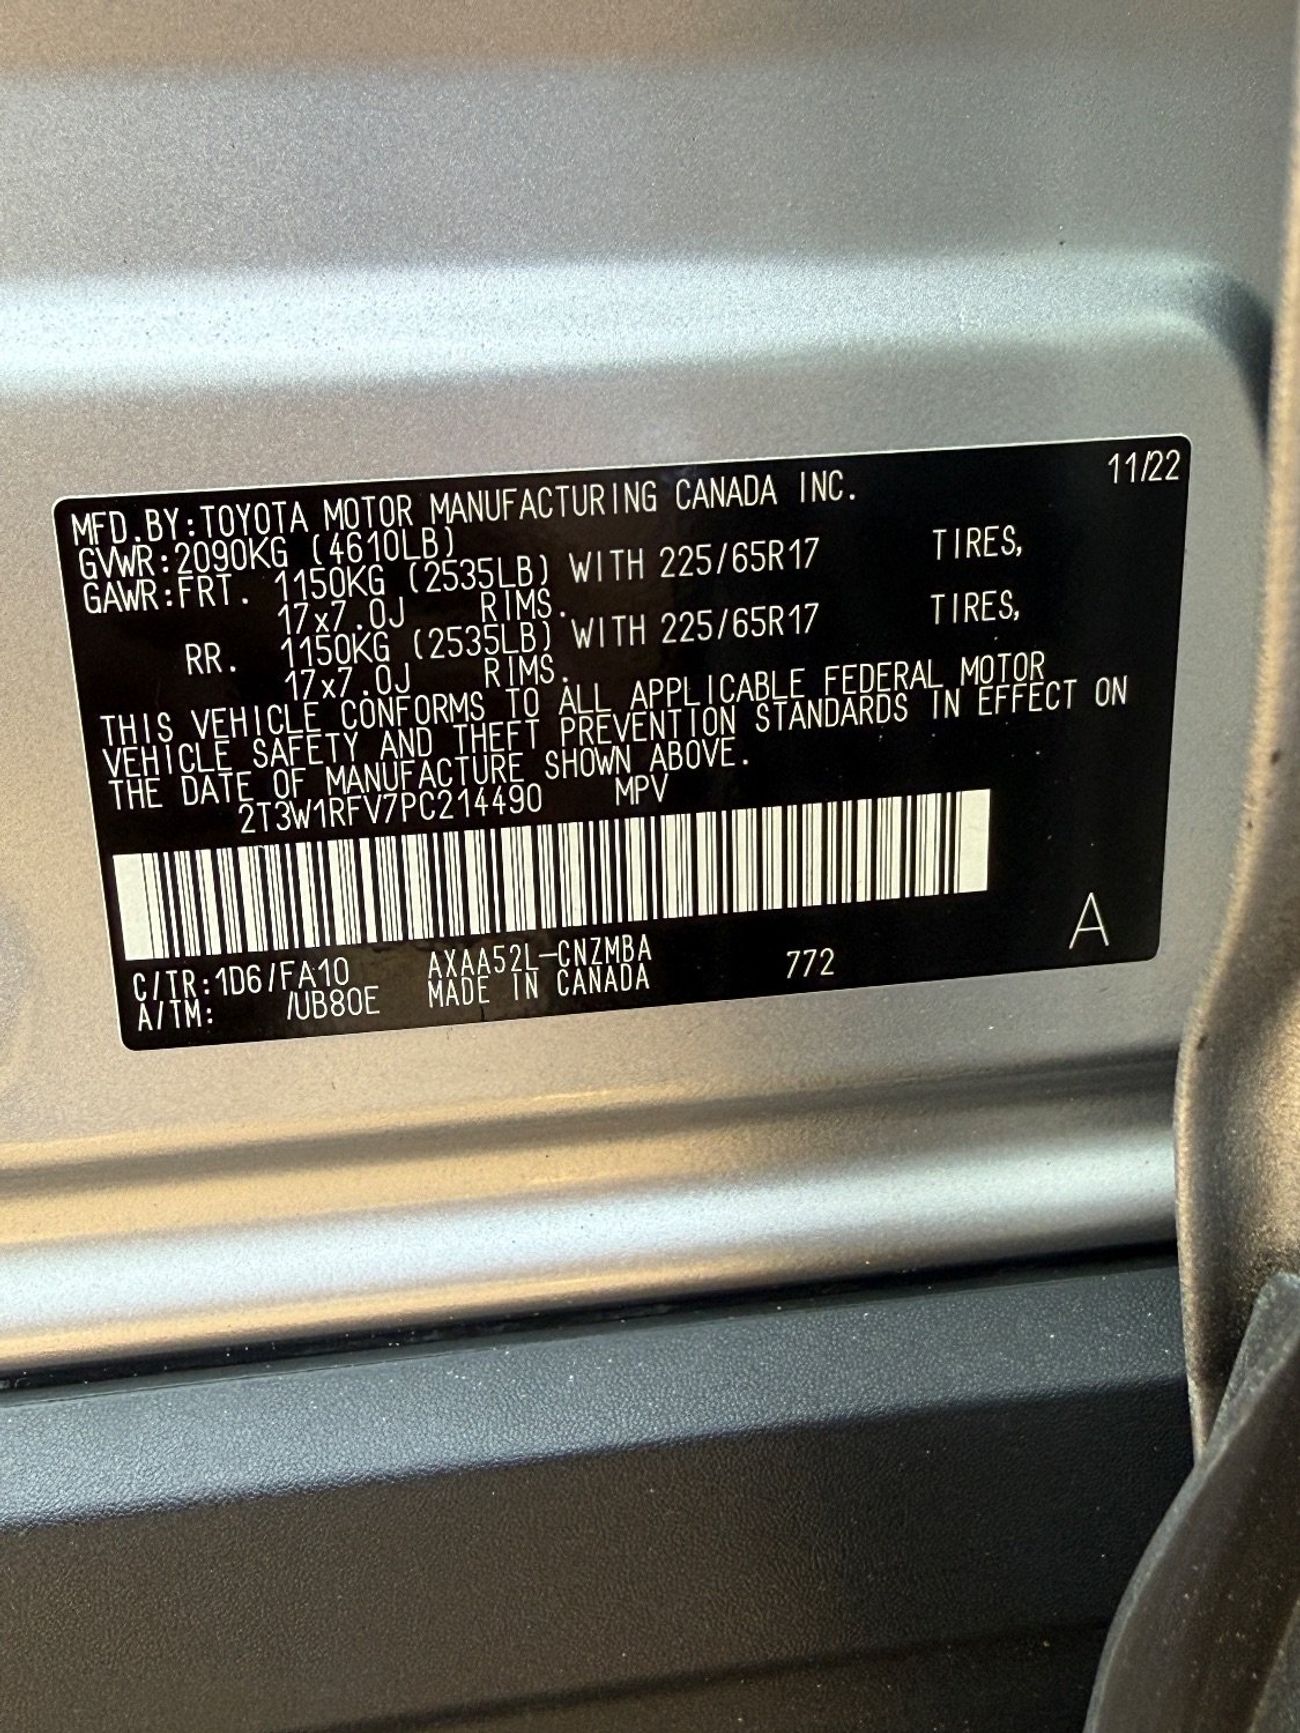 11/22
MFD.BY:TOYOTA MOTOR MANUFACTURING CANADA INC.
GVWR:2090KG (4610LB)
GAWR:FRT. 1150KG (2535LB) WITH 225/65R17 TIRES,
17x7.0J RIMS.
RR. 1150KG (2535LB) WITH 225/65R17 TIRES,
17x7.0J RIMS.
THIS VEHICLE CONFORMS TO ALL APPLICABLE FEDERAL MOTOR
VEHICLE SAFETY AND THEFT PREVENTION STANDARDS IN EFFECT ON
THE DATE OF MANUFACTURE SHOWN ABOVE.
2T3W1RFV7PC214490 MPV
A
C/TR:1D6/FA10 AXAA52L-CNZMBA 772
A/TM: /UB80E MADE IN CANADA